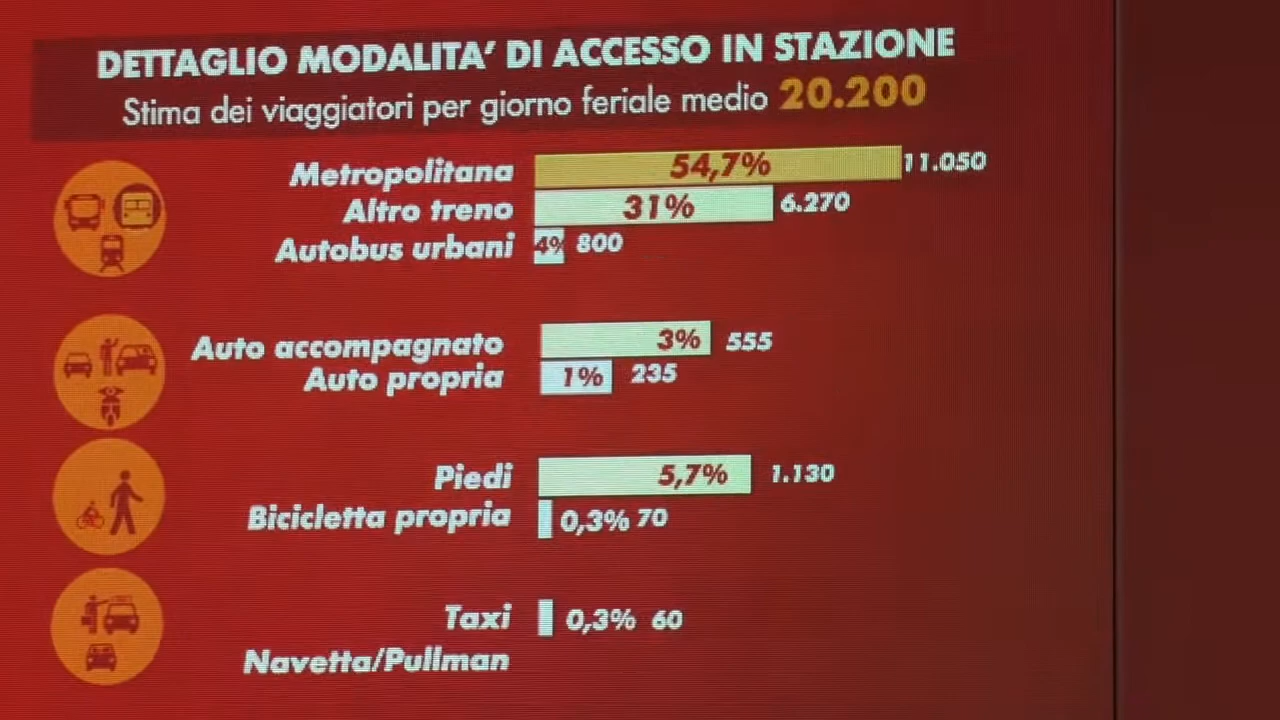 DETTAGLIO MODALITA' DI ACCESSO IN STAZIONE
Stima dei viaggiatori per giorno feriale medio 20.200
Metropolitana 54,7% 11.050
Altro treno 31% 6.270
Autobus urbani 4% 800
Auto accompagnato 3% 555
Auto propria 1% 235
Piedi 5,7% 1.130
Bicicletta propria 0,3% 70
Taxi 0,3% 60
Navetta/Pullman